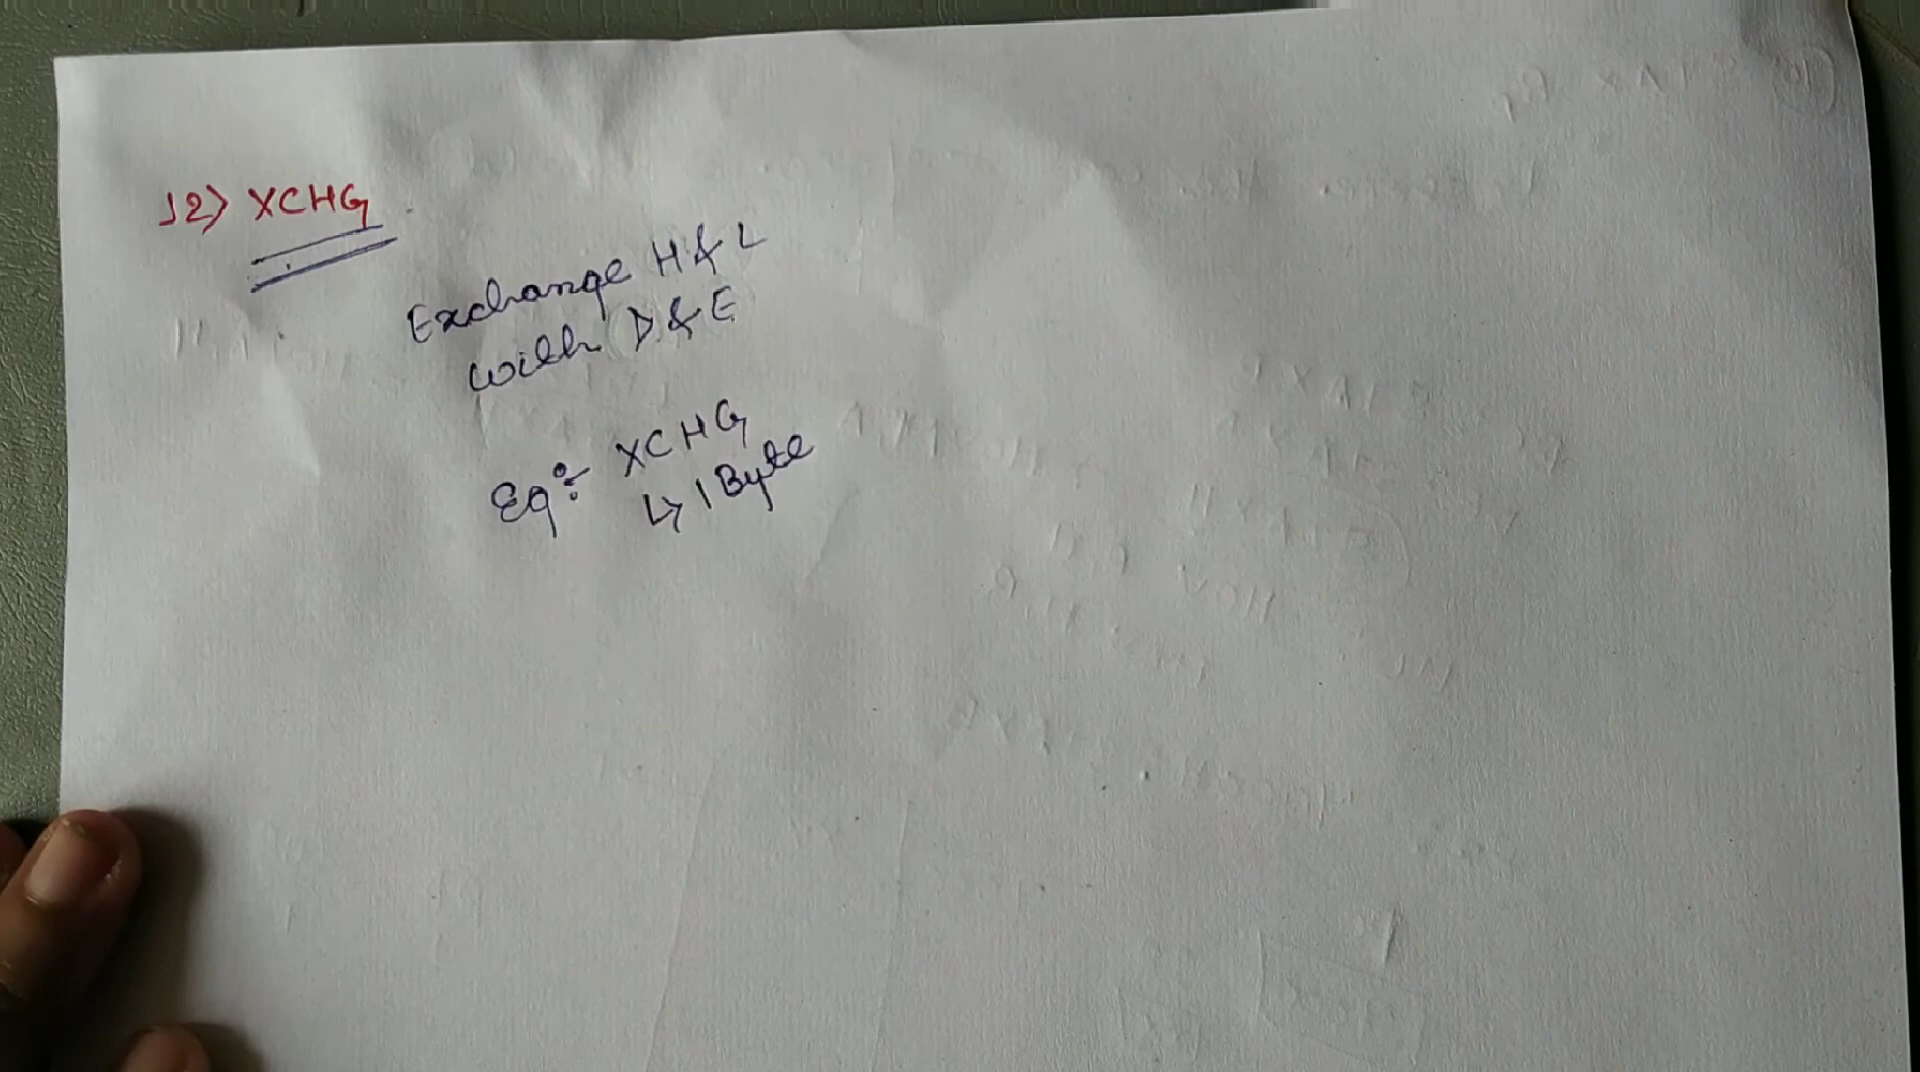 12) XCHG
Exchange H & L
with D & E
Eg:- XCHG
↳ 1 Byte